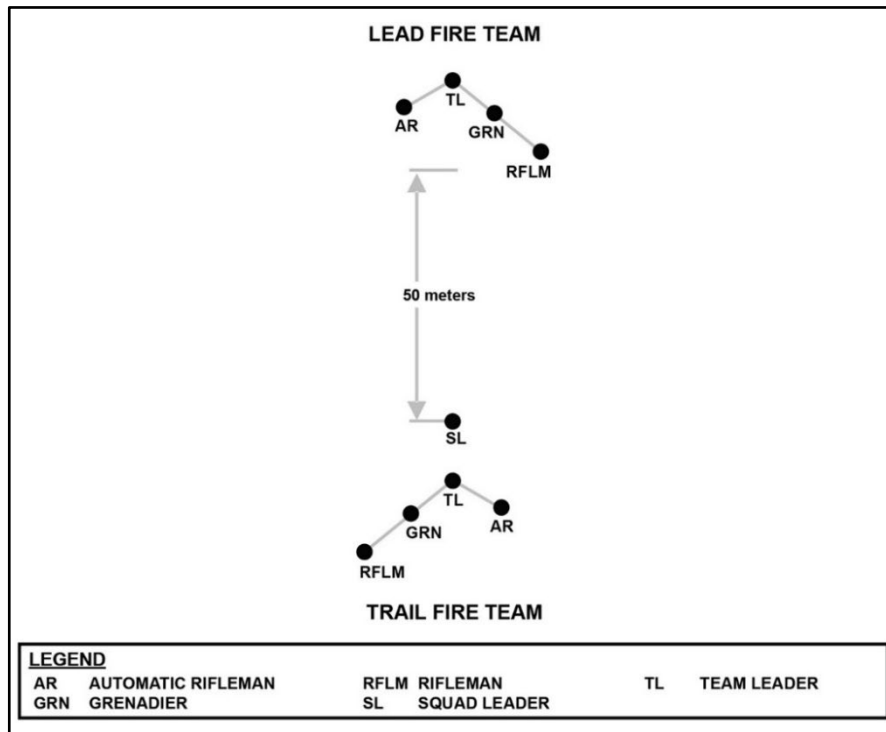 LEAD FIRE TEAM
TL
AR
GRN
RFLM
50 meters
SL
TL
AR
GRN
RFLM
TRAIL FIRE TEAM
LEGEND
AR AUTOMATIC RIFLEMAN RFLM RIFLEMAN TL TEAM LEADER
GRN GRENADIER SL SQUAD LEADER